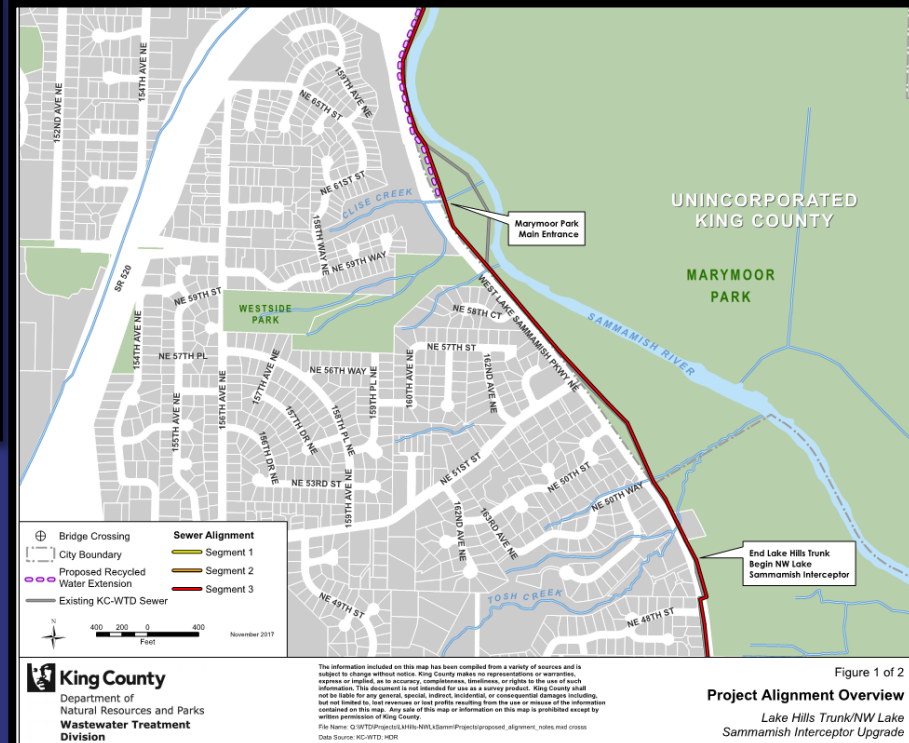 152ND AVE NE
154TH AVE NE
159TH AVE NE
NE 65TH ST
NE 61ST ST
CLISE CREEK
158TH WAY NE
UNINCORPORATED
KING COUNTY
Marymoor Park
Main Entrance
MARYMOOR
PARK
SR 520
NE 59TH WAY
NE 59TH ST
WESTSIDE
PARK
NE 58TH CT
WEST LAKE SAMMAMISH PKWY NE
SAMMAMISH RIVER
154TH AVE NE
NE 57TH PL
NE 57TH ST
NE 56TH WAY
155TH AVE NE
156TH AVE NE
157TH AVE NE
157TH DR NE
158TH PL NE
159TH PL NE
160TH AVE NE
162ND AVE NE
156TH DR NE
NE 53RD ST
159TH AVE NE
NE 51ST ST
NE 50TH ST
NE 50TH WAY
162ND AVE NE
163RD AVE NE
End Lake Hills Trunk
Begin NW Lake
Sammamish Interceptor
TOSH CREEK
NE 49TH ST
NE 48TH ST
Bridge Crossing
City Boundary
Proposed Recycled
Water Extension
Existing KC-WTD Sewer
Sewer Alignment
Segment 1
Segment 2
Segment 3
N
400 200 0 400
Feet
November 2017
King County
Department of
Natural Resources and Parks
Wastewater Treatment
Division
The information included on this map has been compiled from a variety of sources and is
subject to change without notice. King County makes no representations or warranties,
express or implied, as to accuracy, completeness, timeliness, or rights to the use of such
information. This document is not intended for use as a survey product. King County shall
not be liable for any general, special, indirect, incidental, or consequential damages including,
but not limited to, lost revenues or lost profits resulting from the use or misuse of the information
contained on this map. Any sale of this map or information on this map is prohibited except by
written permission of King County.
File Name: Q:\WTD\Projects\LkHills-NWLkSamm\Projects\proposed_alignment_notes.mxd crosss
Data Source: KC-WTD; HDR
Figure 1 of 2
Project Alignment Overview
Lake Hills Trunk/NW Lake
Sammamish Interceptor Upgrade